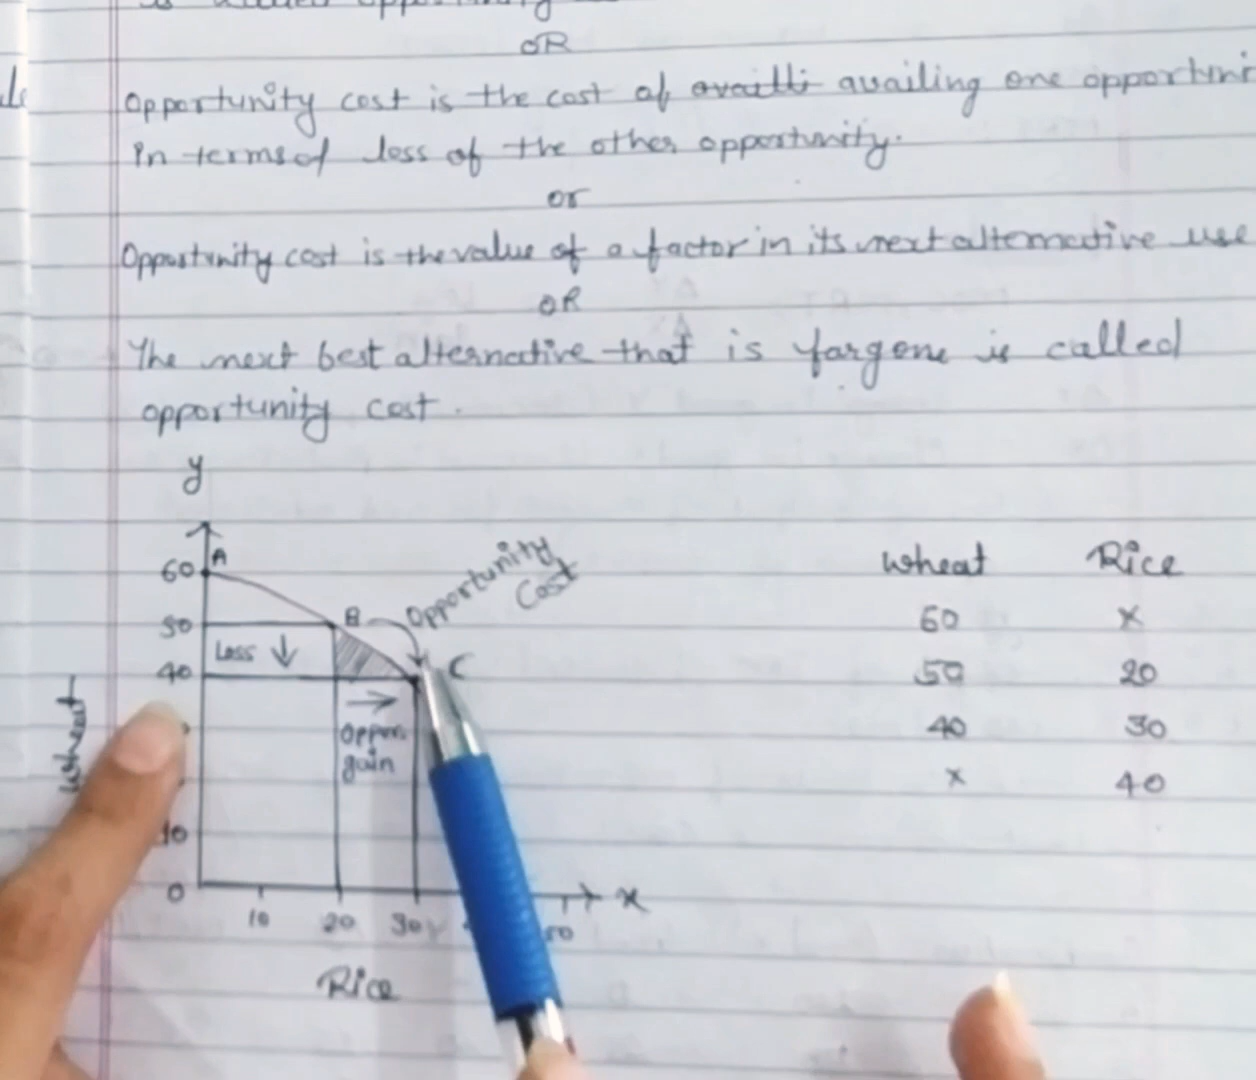 OR
Opportunity cost is the cost of availing one opportuni
in terms of loss of the other opportunity.
or
Opportunity cost is the value of a factor in its next alternative use
OR
The next best alternative that is forgone is called
opportunity cost.
y
60 A
50 B Opportunity Cost
Loss ↓
40 C
→
Oppor.
gain
Wheat
10
0
10 20 30 50 x
Rice
Wheat Rice
60 x
50 20
40 30
x 40